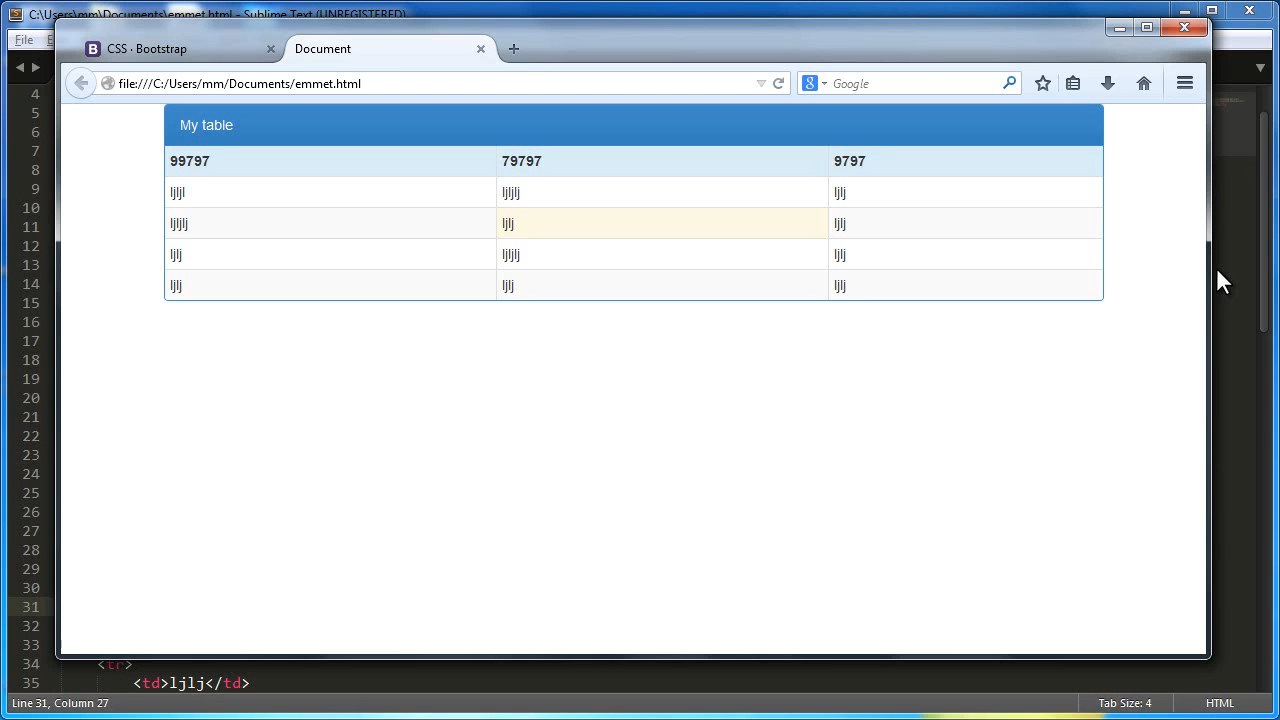 C:\Users\mm\Documents\emmet.html - Sublime Text (UNREGISTERED)
File
CSS · Bootstrap
Document
file:///C:/Users/mm/Documents/emmet.html
Google
My table
99797 79797 9797
ljljl ljljlj ljlj
ljljlj ljlj ljlj
ljlj ljljlj ljlj
ljlj ljlj ljlj
4
5
6
7
8
9
10
11
12
13
14
15
16
17
18
19
20
21
22
23
24
25
26
27
28
29
30
31
32
33
34 <tr>
35 <td>ljlj</td>
Line 31, Column 27
Tab Size: 4
HTML